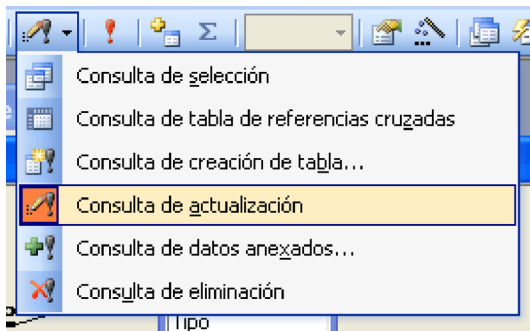 Consulta de selección
Consulta de tabla de referencias cruzadas
Consulta de creación de tabla...
Consulta de actualización
Consulta de datos anexados...
Consulta de eliminación
Tipo